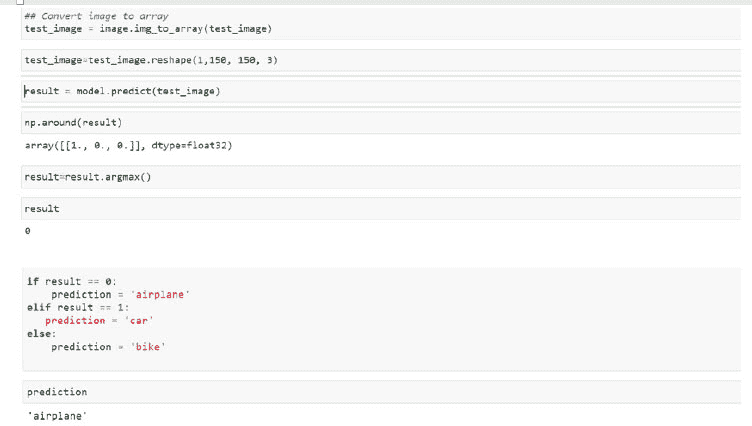 ## Convert image to array
test_image = image.img_to_array(test_image)
test_image=test_image.reshape(1,150, 150, 3)
result = model.predict(test_image)
np.around(result)
array([[1., 0., 0.]], dtype=float32)
result=result.argmax()
result
0
if result == 0:
    prediction = 'airplane'
elif result == 1:
   prediction = 'car'
else:
    prediction = 'bike'
prediction
'airplane'